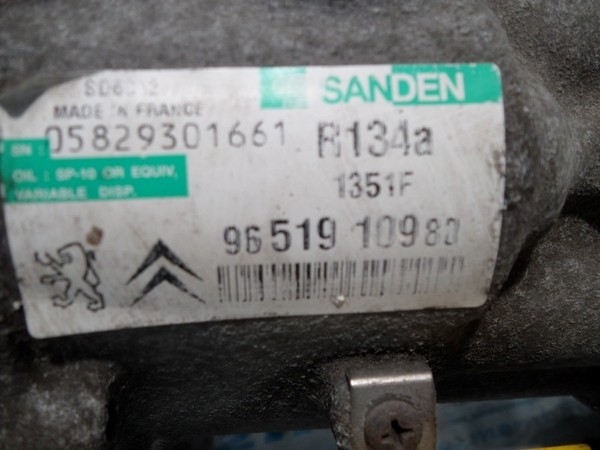 SANDEN
MADE IN FRANCE
SN : 05829301661 R134a
OIL : SP-10 OR EQUIV,
VARIABLE DISP.
1351F
96 519 109 80